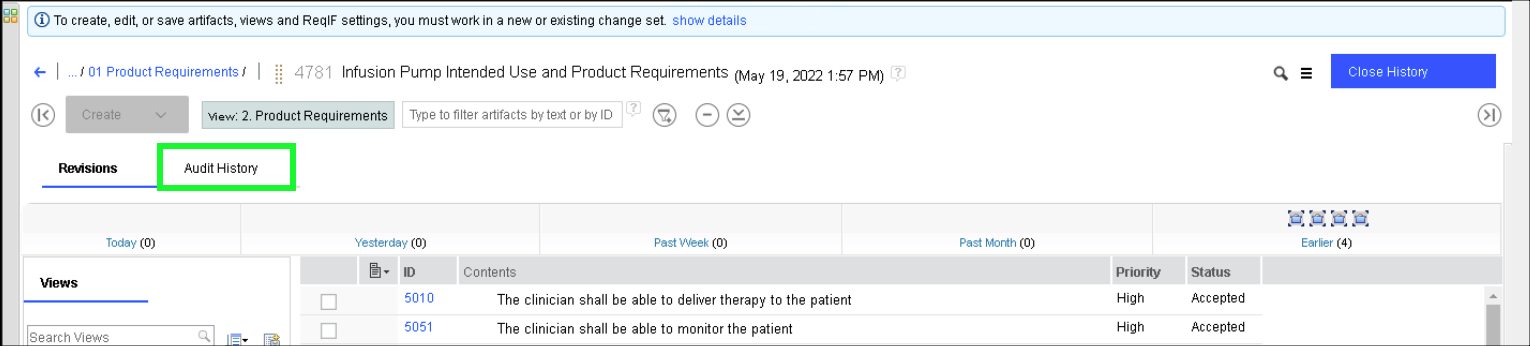 To create, edit, or save artifacts, views and ReqIF settings, you must work in a new or existing change set. show details
... / 01 Product Requirements / 4781 Infusion Pump Intended Use and Product Requirements (May 19, 2022 1:57 PM) ? Close History
Create View: 2. Product Requirements Type to filter artifacts by text or by ID ?
Revisions Audit History
Today (0) Yesterday (0) Past Week (0) Past Month (0) Earlier (4)
Views ID Contents Priority Status
5010 The clinician shall be able to deliver therapy to the patient High Accepted
Search Views 5051 The clinician shall be able to monitor the patient High Accepted